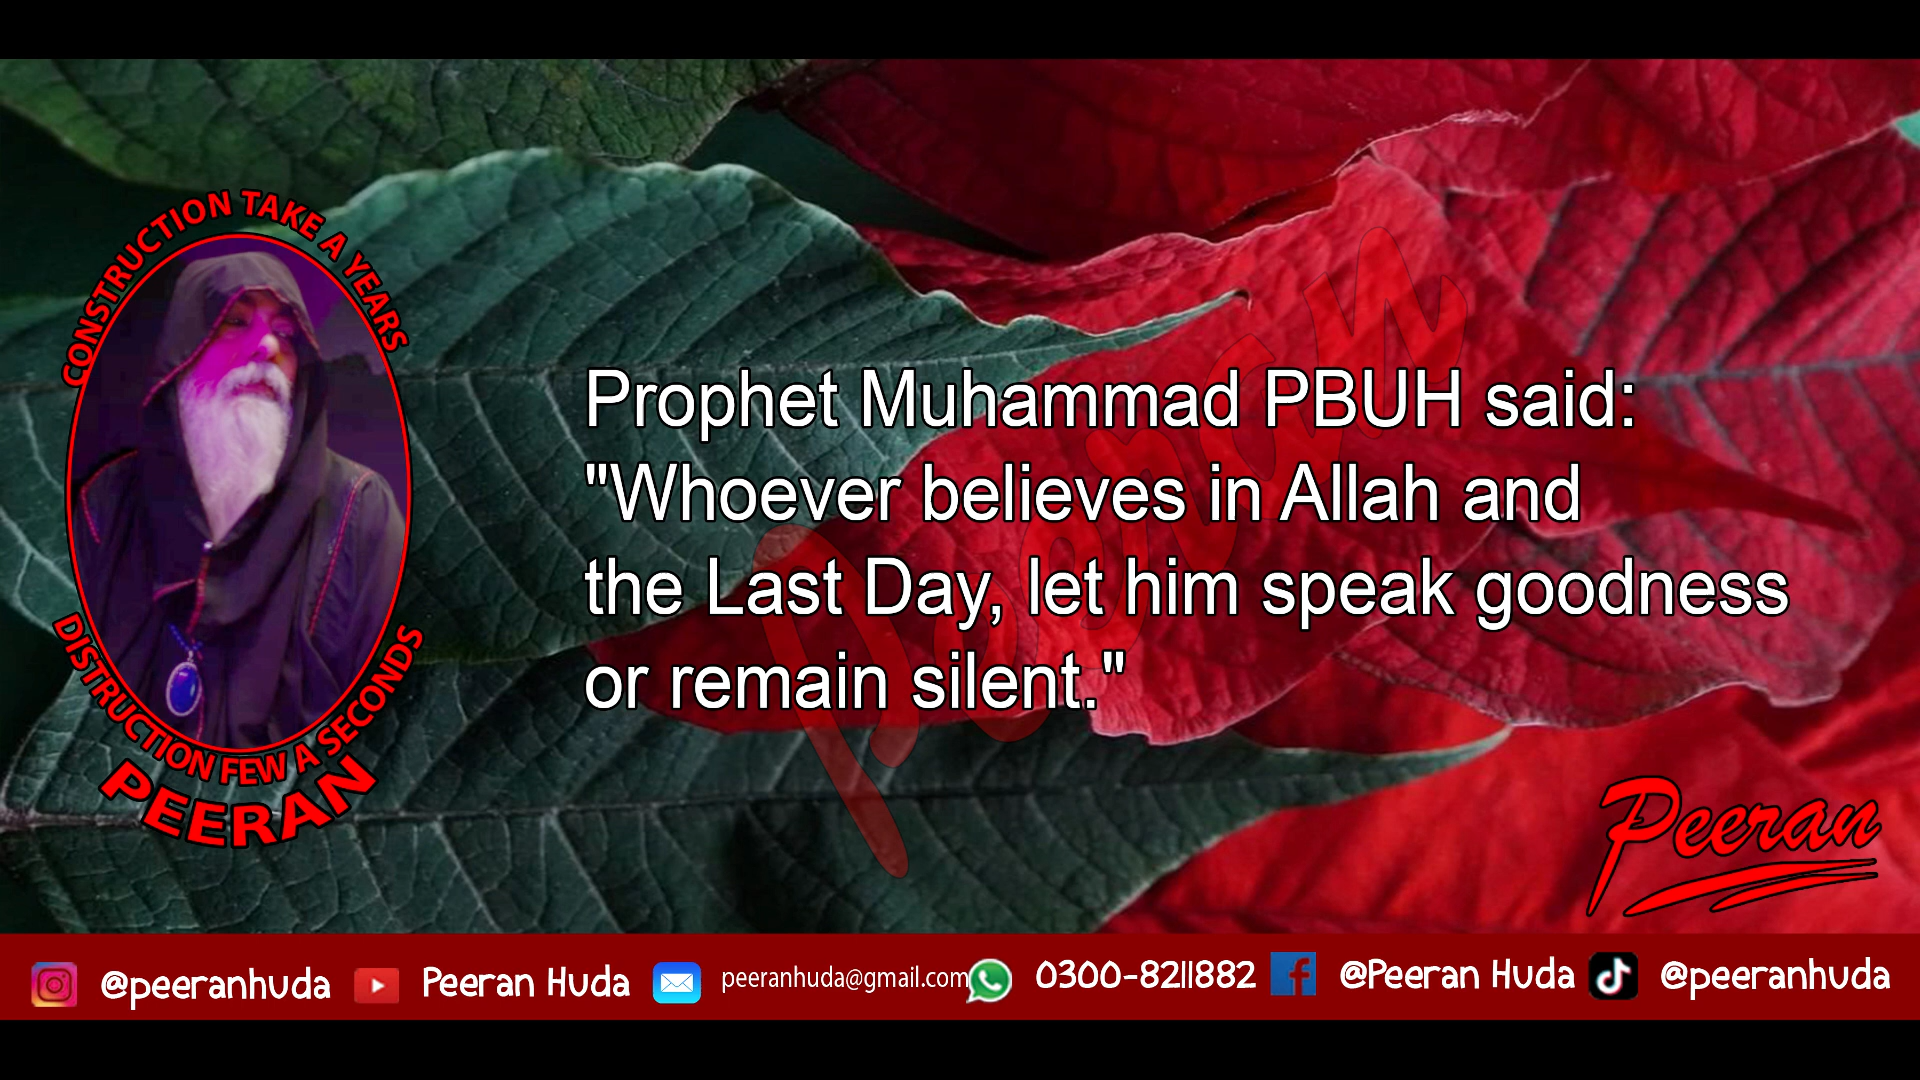 CONSTRUCTION TAKE A YEARS
DISTRUCTION FEW A SECONDS
PEERAN
Prophet Muhammad PBUH said:
"Whoever believes in Allah and
the Last Day, let him speak goodness
or remain silent."
Peeran
Peeran
@peeranhuda Peeran Huda peeranhuda@gmail.com 0300-8211882 @Peeran Huda @peeranhuda